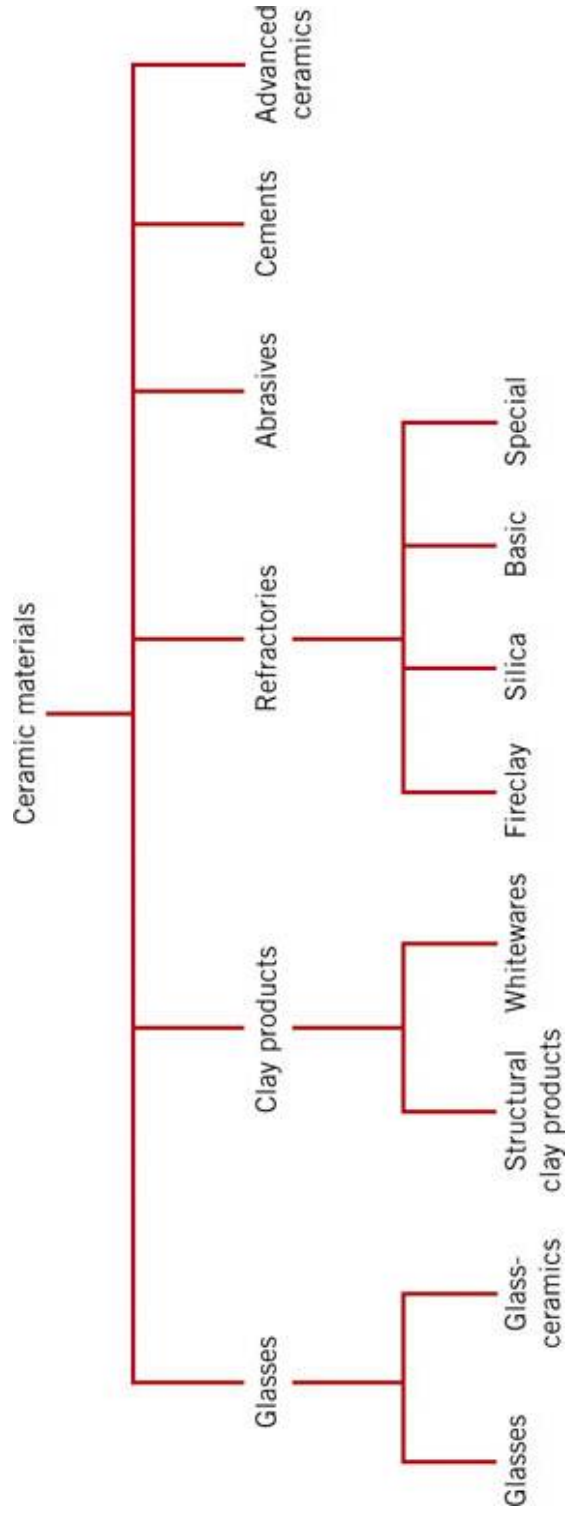 Ceramic materials
Glasses
Clay products
Refractories
Abrasives
Cements
Advanced
ceramics
Glasses
Glass-
ceramics
Structural
clay products
Whitewares
Fireclay
Silica
Basic
Special